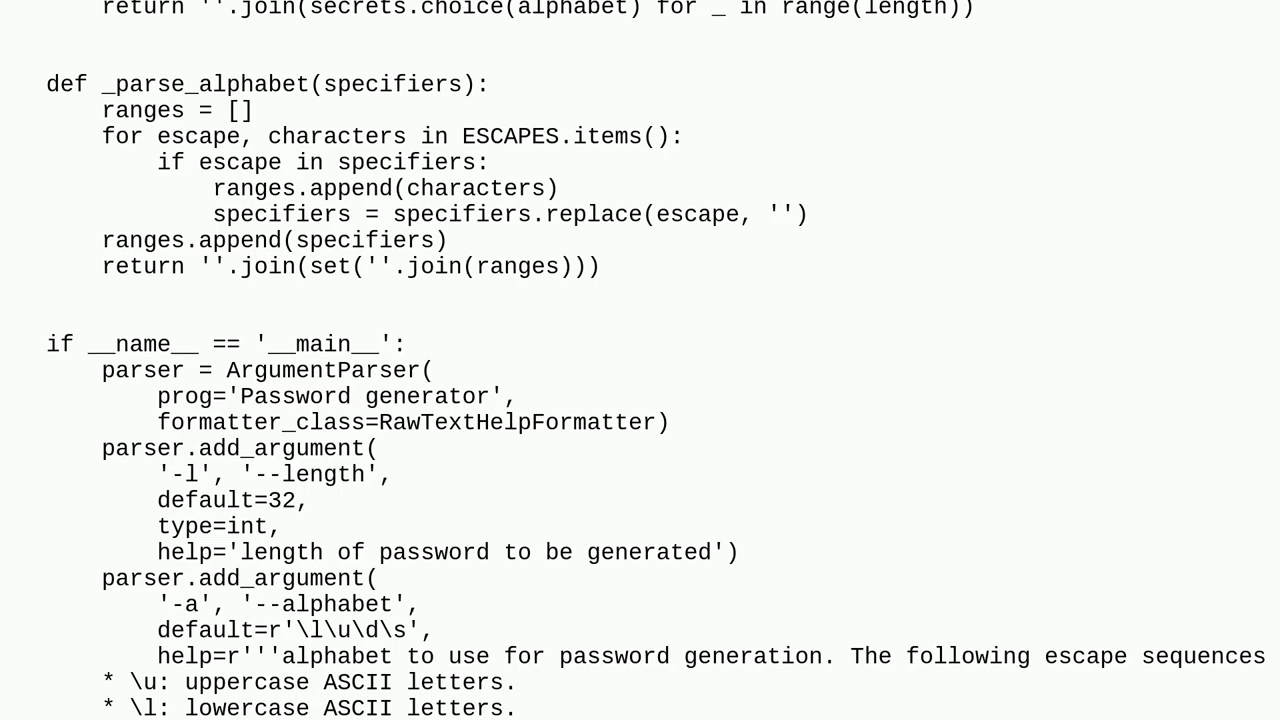 return ''.join(secrets.choice(alphabet) for _ in range(length))
def _parse_alphabet(specifiers):
ranges = []
for escape, characters in ESCAPES.items():
if escape in specifiers:
ranges.append(characters)
specifiers = specifiers.replace(escape, '')
ranges.append(specifiers)
return ''.join(set(''.join(ranges)))
if __name__ == '__main__':
parser = ArgumentParser(
prog='Password generator',
formatter_class=RawTextHelpFormatter)
parser.add_argument(
'-l', '--length',
default=32,
type=int,
help='length of password to be generated')
parser.add_argument(
'-a', '--alphabet',
default=r'\l\u\d\s',
help=r'''alphabet to use for password generation. The following escape sequences
* \u: uppercase ASCII letters.
* \l: lowercase ASCII letters.